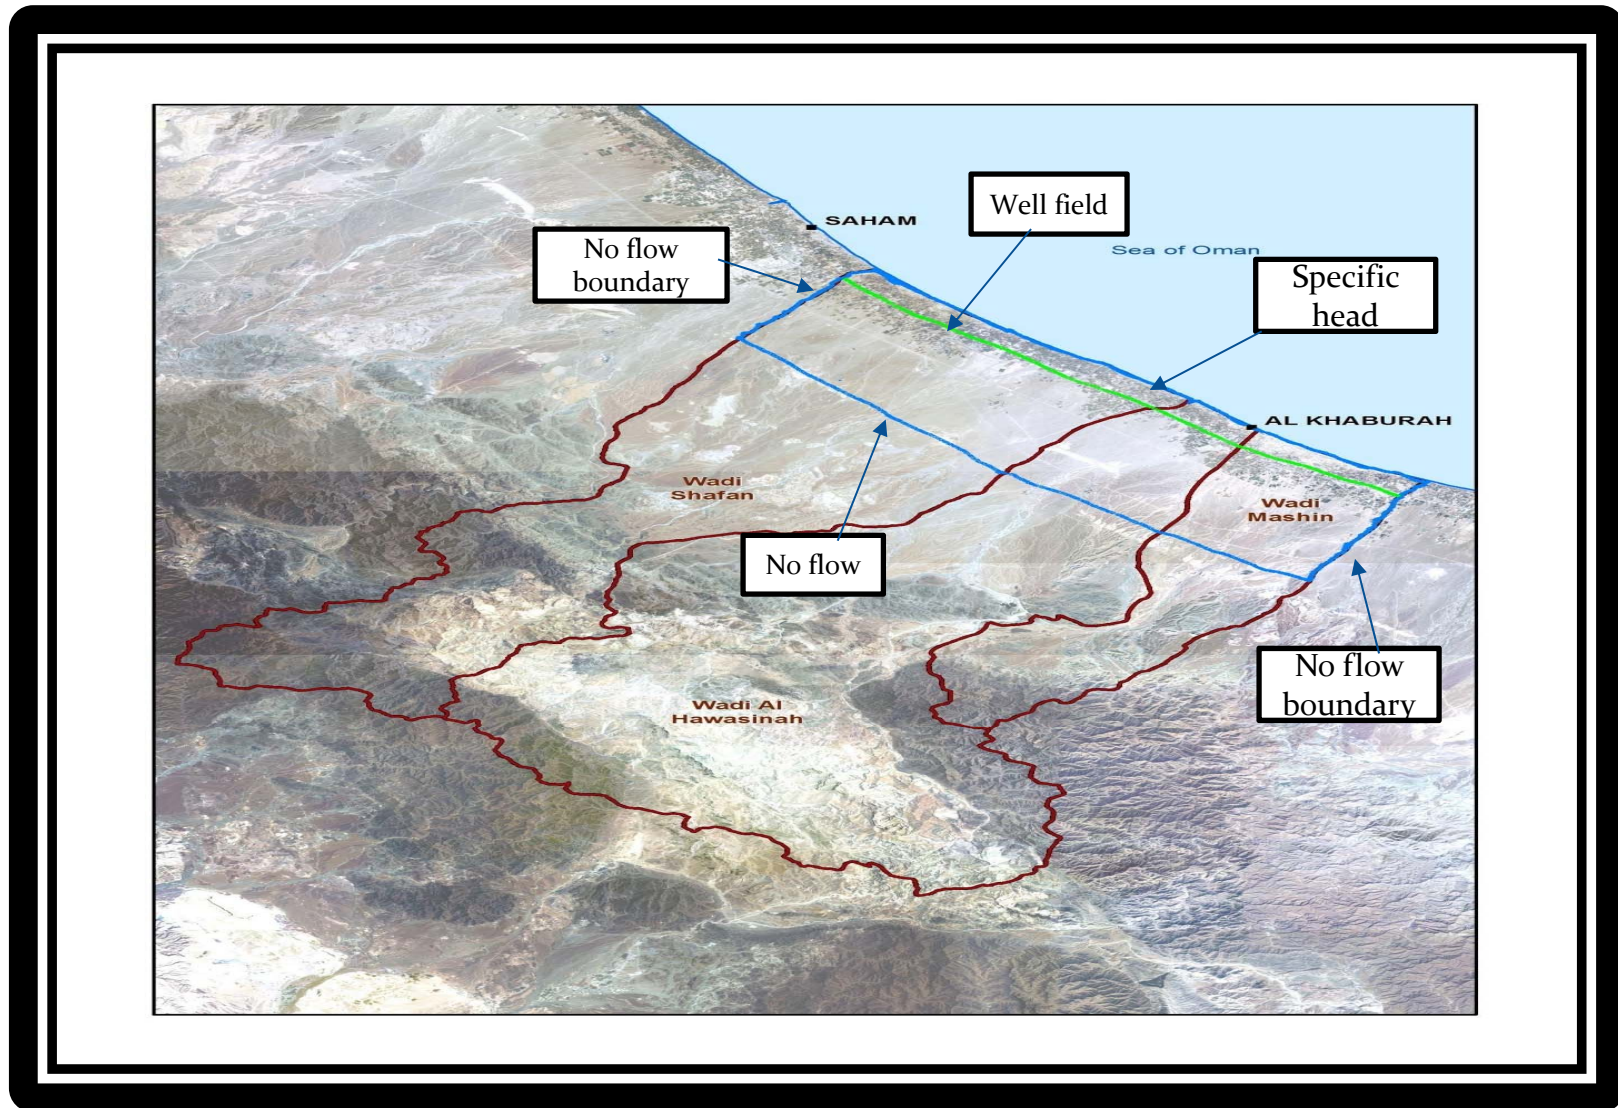 SAHAM
Well field
No flow
boundary
Sea of Oman
Specific
head
AL KHABURAH
Wadi
Shafan
Wadi
Mashin
No flow
No flow
boundary
Wadi Al
Hawasinah